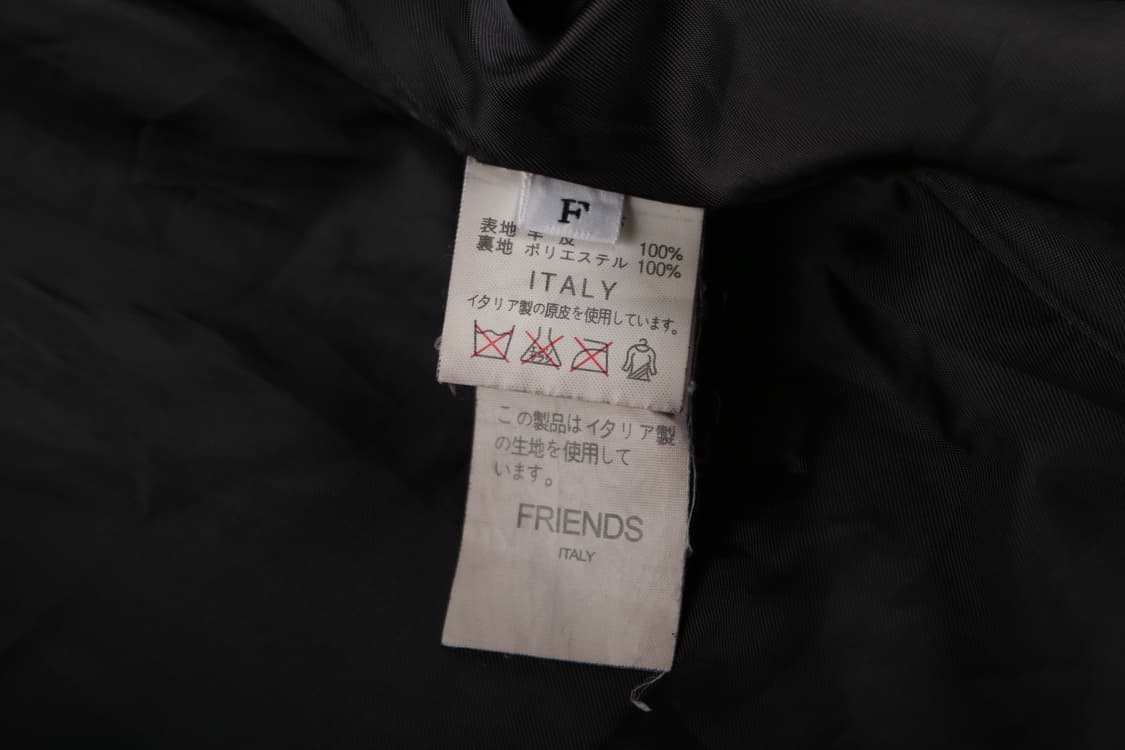 F
表地 皮 100%
裏地 ポリエステル 100%
ITALY
イタリア製の原皮を使用しています。
この製品はイタリア製
の生地を使用して
います。
FRIENDS
ITALY